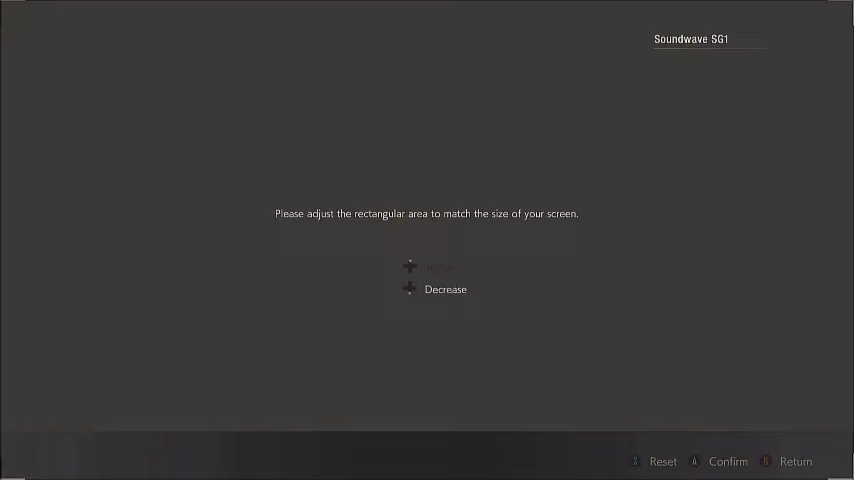 Soundwave SG1
Please adjust the rectangular area to match the size of your screen.
Decrease
X Reset A Confirm B Return